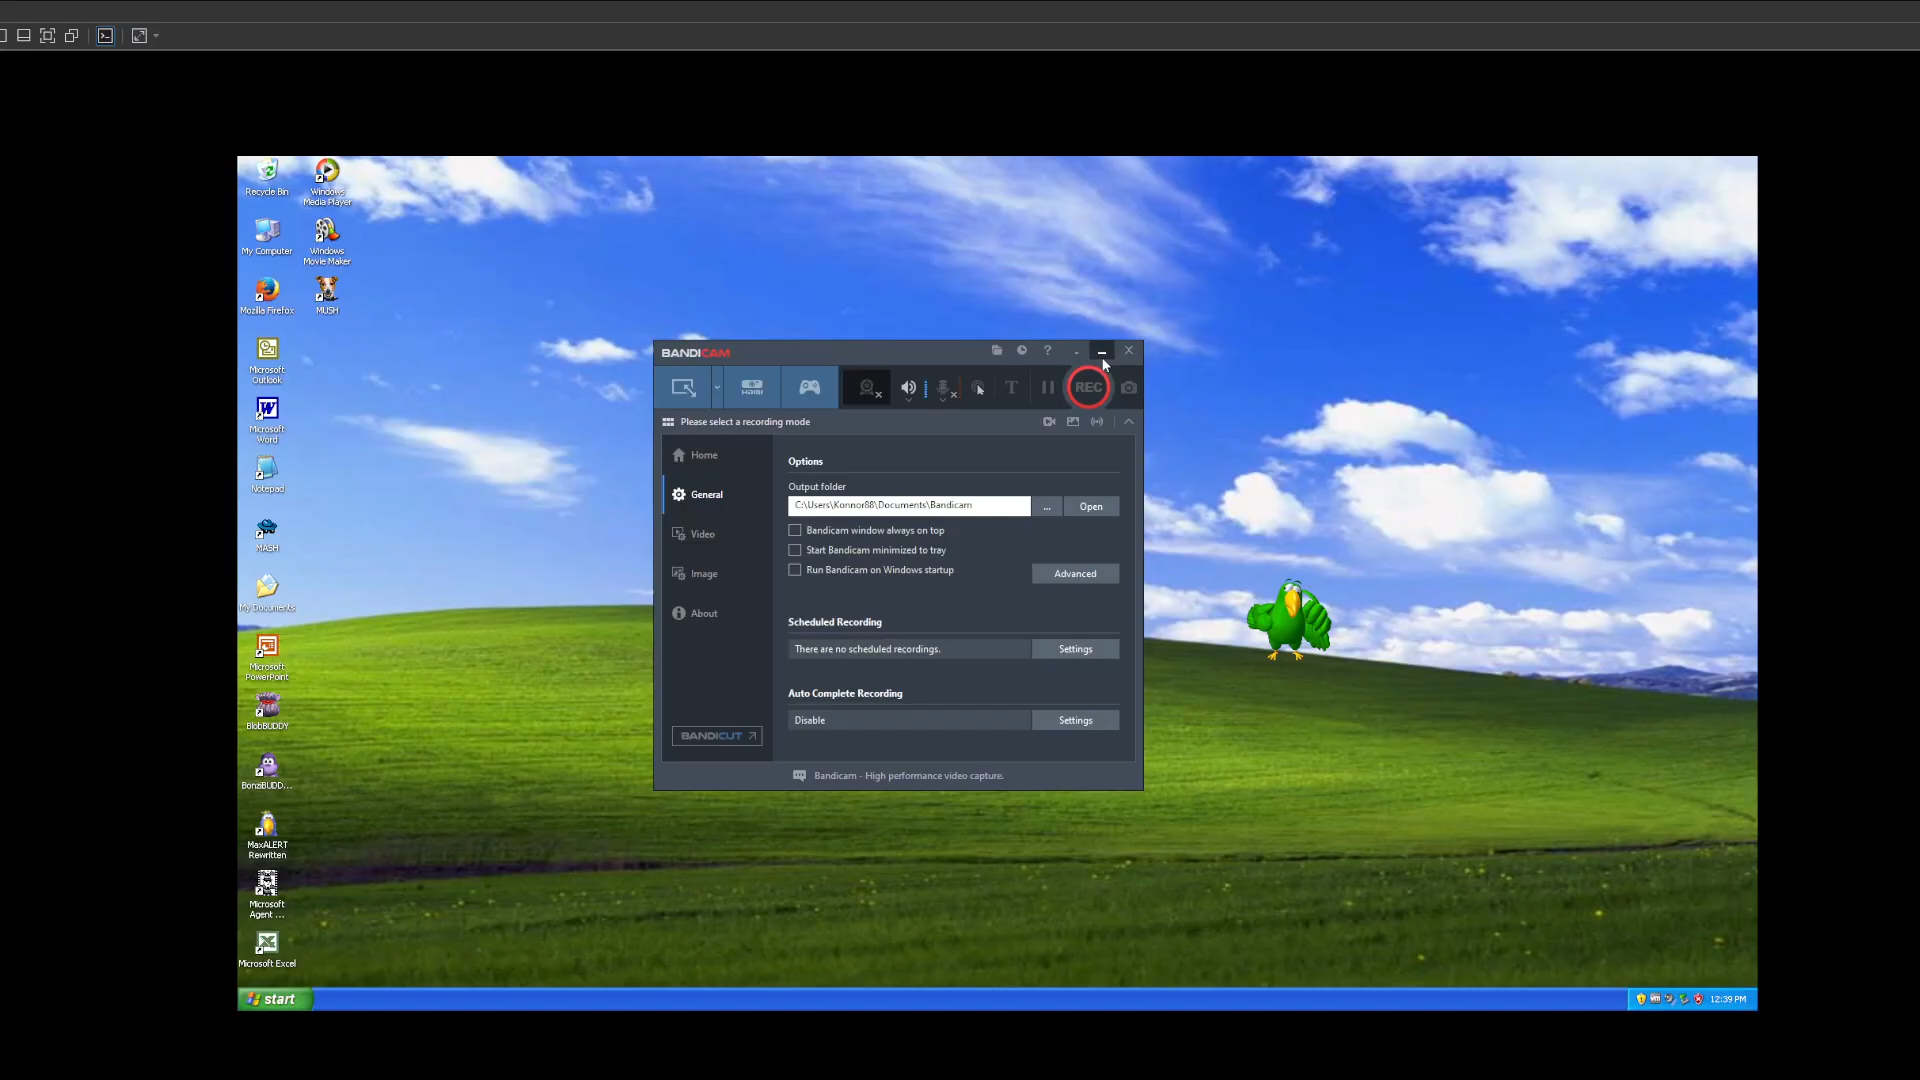 Recycle Bin
Windows
Media Player
My Computer
Windows
Movie Maker
Mozilla Firefox
MUSH
Microsoft
Outlook
Microsoft
Word
Notepad
MASH
My Documents
Microsoft
PowerPoint
BlobBUDDY
BonziBUDD...
MaxALERT
Rewritten
Microsoft
Agent ...
Microsoft Excel
BANDICAM
HDMI
T
REC
Please select a recording mode
Home
General
Video
Image
About
BANDICUT
Options
Output folder
C:\Users\Konnor88\Documents\Bandicam
... Open
Bandicam window always on top
Start Bandicam minimized to tray
Run Bandicam on Windows startup
Advanced
Scheduled Recording
There are no scheduled recordings. Settings
Auto Complete Recording
Disable Settings
Bandicam - High performance video capture.
start
12:39 PM